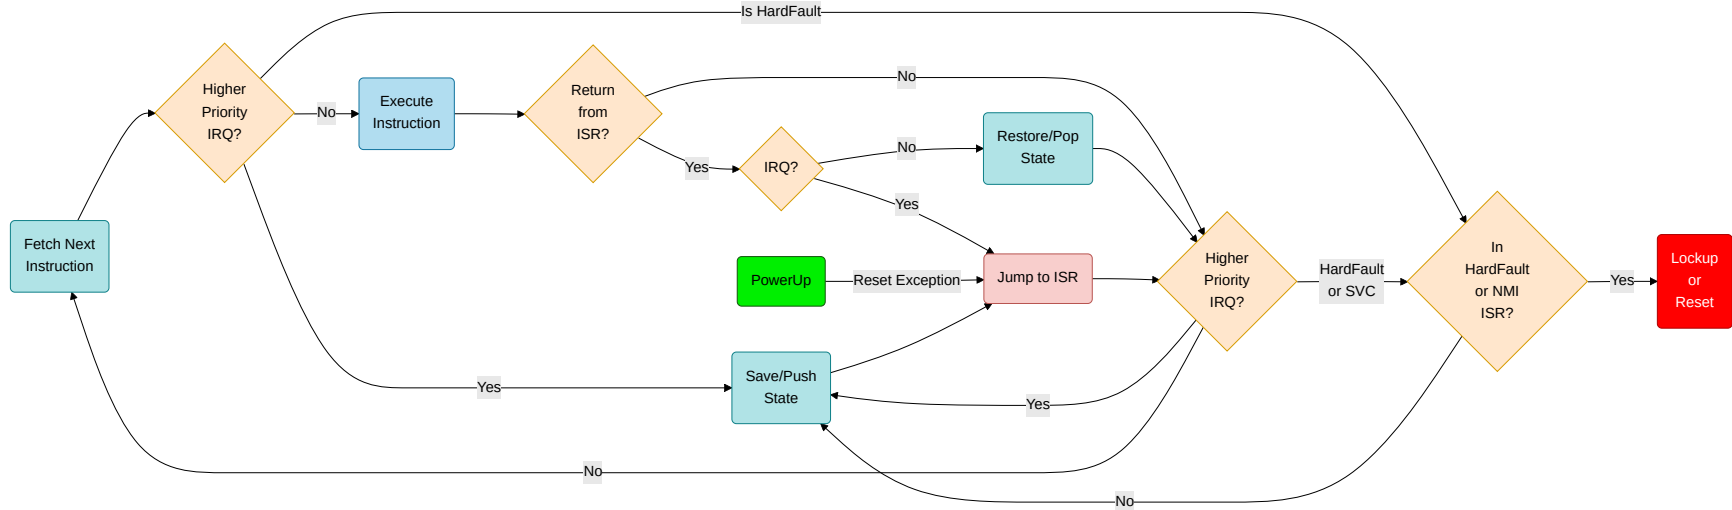 Is HardFault
Higher
Priority
IRQ?
No
Execute
Instruction
Return
from
ISR?
No
Yes
IRQ?
No
Restore/Pop
State
Yes
Fetch Next
Instruction
PowerUp
Reset Exception
Jump to ISR
Higher
Priority
IRQ?
HardFault
or SVC
In
HardFault
or NMI
ISR?
Yes
Lockup
or
Reset
Yes
Save/Push
State
Yes
No
No